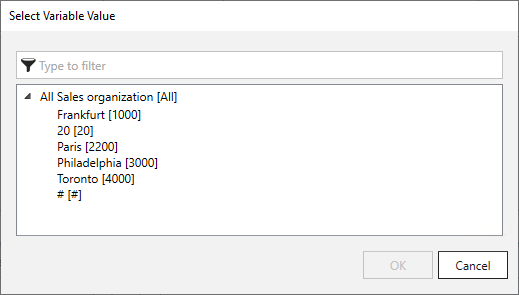 Select Variable Value
Type to filter
All Sales organization [All]
Frankfurt [1000]
20 [20]
Paris [2200]
Philadelphia [3000]
Toronto [4000]
# [#]
OK Cancel